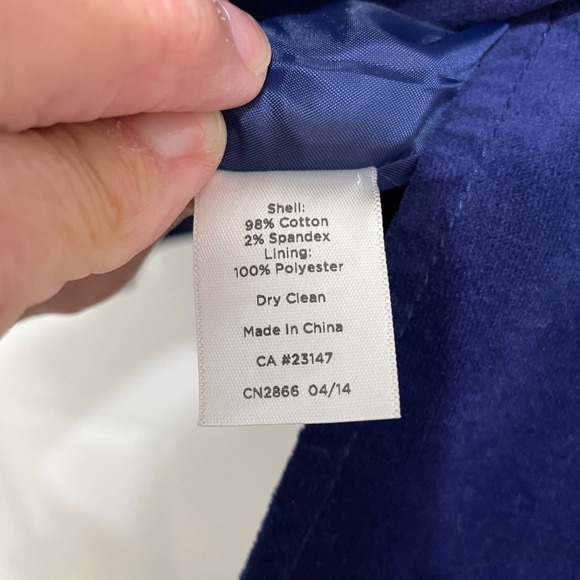 Shell:
98% Cotton
2% Spandex
Lining:
100% Polyester
Dry Clean
Made In China
CA #23147
CN2866 04/14